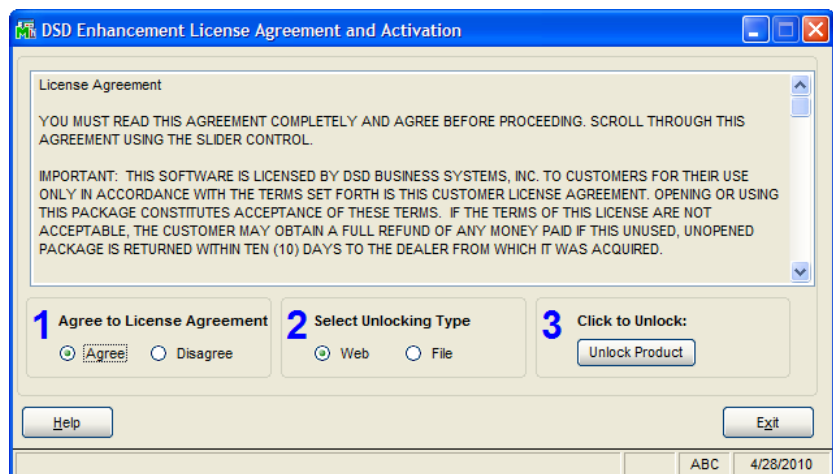 DSD Enhancement License Agreement and Activation
License Agreement
YOU MUST READ THIS AGREEMENT COMPLETELY AND AGREE BEFORE PROCEEDING. SCROLL THROUGH THIS
AGREEMENT USING THE SLIDER CONTROL.
IMPORTANT: THIS SOFTWARE IS LICENSED BY DSD BUSINESS SYSTEMS, INC. TO CUSTOMERS FOR THEIR USE
ONLY IN ACCORDANCE WITH THE TERMS SET FORTH IS THIS CUSTOMER LICENSE AGREEMENT. OPENING OR USING
THIS PACKAGE CONSTITUTES ACCEPTANCE OF THESE TERMS. IF THE TERMS OF THIS LICENSE ARE NOT
ACCEPTABLE, THE CUSTOMER MAY OBTAIN A FULL REFUND OF ANY MONEY PAID IF THIS UNUSED, UNOPENED
PACKAGE IS RETURNED WITHIN TEN (10) DAYS TO THE DEALER FROM WHICH IT WAS ACQUIRED.
1 Agree to License Agreement
Agree Disagree
2 Select Unlocking Type
Web File
3 Click to Unlock:
Unlock Product
Help Exit
ABC 4/28/2010